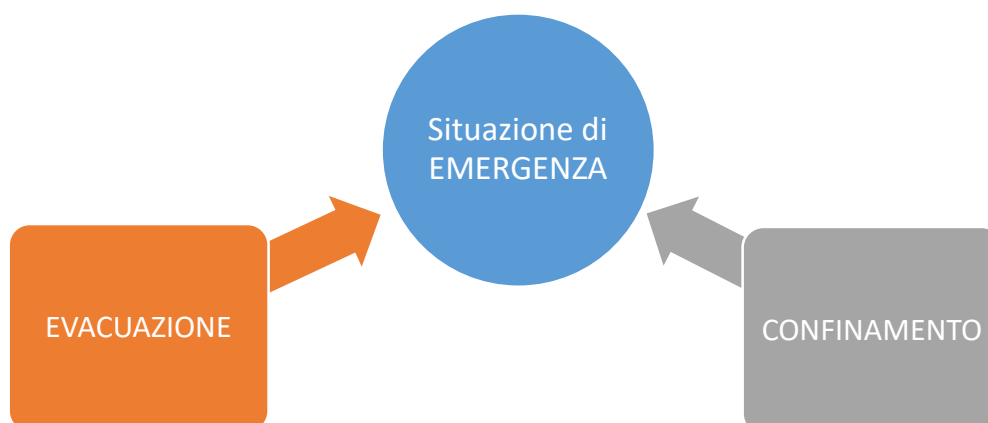 Situazione di
EMERGENZA
EVACUAZIONE
CONFINAMENTO